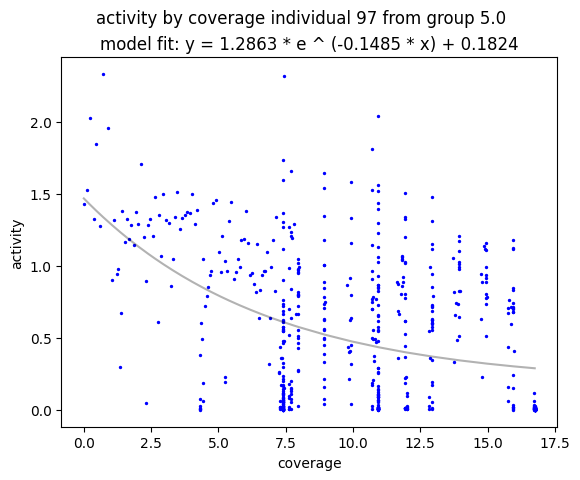 activity by coverage individual 97 from group 5.0
model fit: y = 1.2863 * e ^ (-0.1485 * x) + 0.1824
2.0
1.5
1.0
0.5
0.0
activity
0.0 2.5 5.0 7.5 10.0 12.5 15.0 17.5
coverage